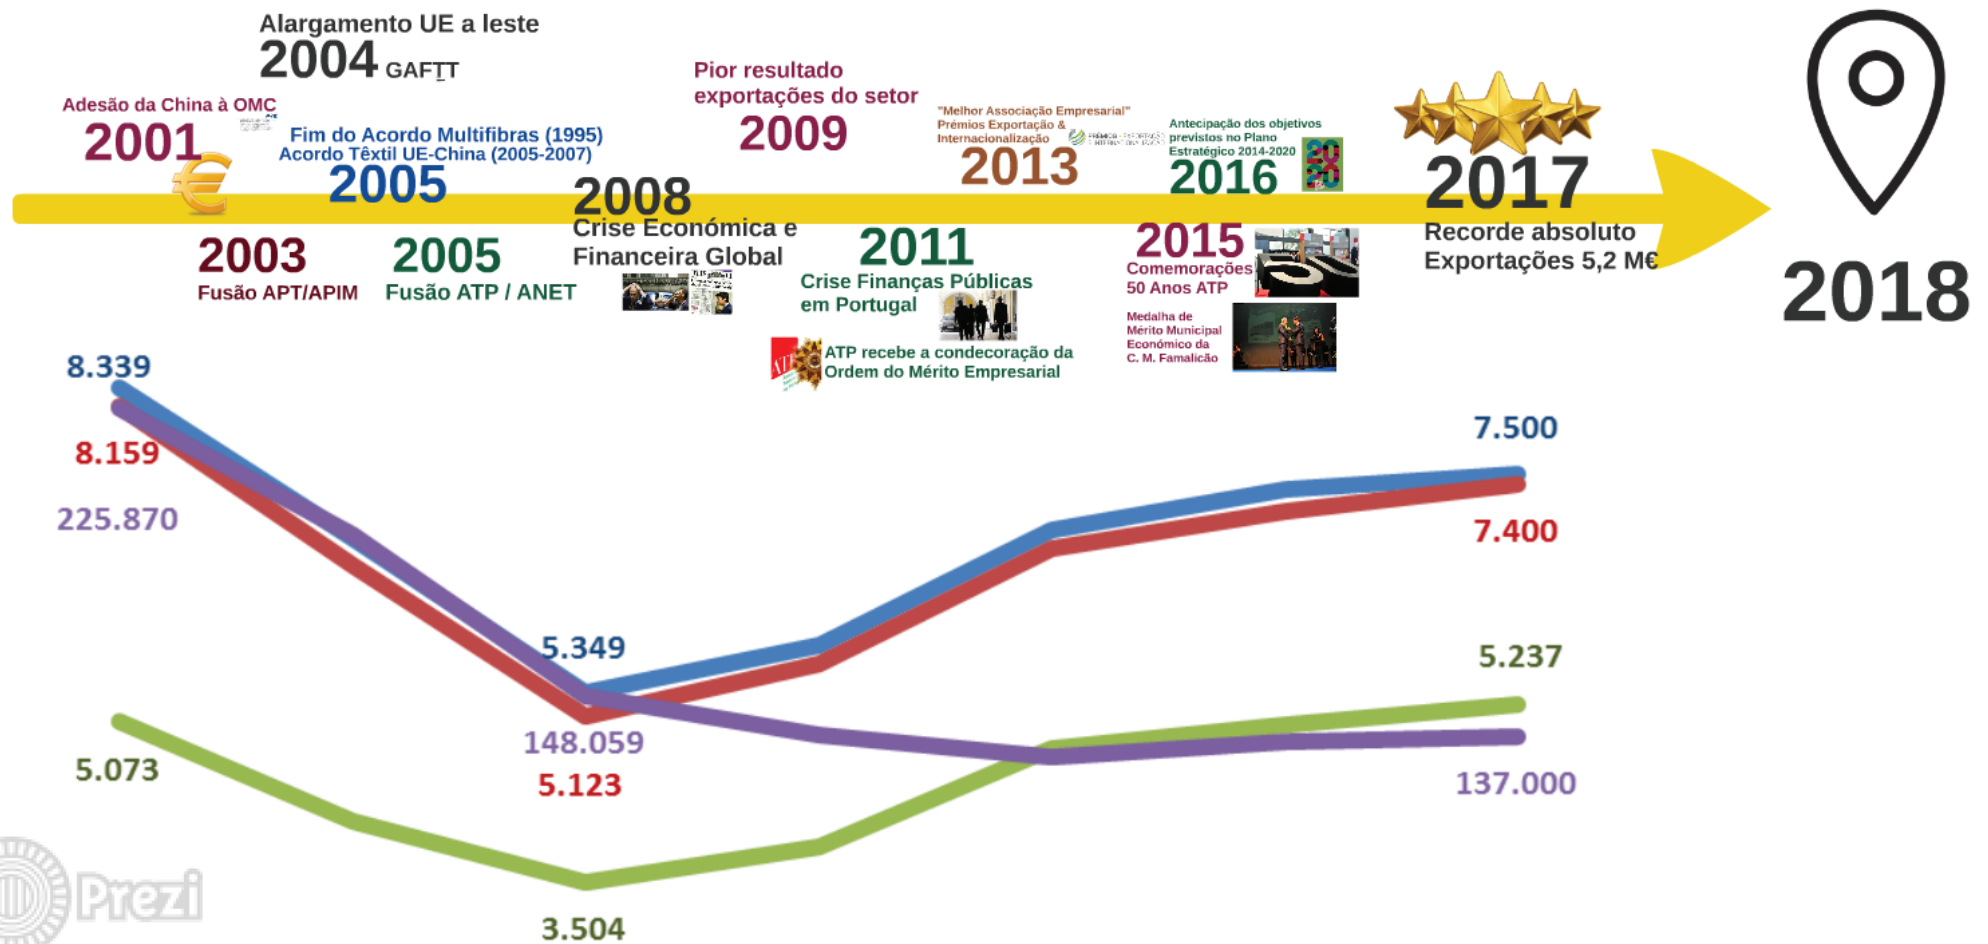 Alargamento UE a leste
2004 GAFTT
Adesão da China à OMC
2001
Fim do Acordo Multifibras (1995)
Acordo Têxtil UE-China (2005-2007)
2005
Pior resultado
exportações do setor
2009
"Melhor Associação Empresarial"
Prémios Exportação &
Internacionalização
2013
Antecipação dos objetivos
previstos no Plano
Estratégico 2014-2020
2016
2017
Recorde absoluto
Exportações 5,2 M€
2018
2003
Fusão APT/APIM
2005
Fusão ATP / ANET
2008
Crise Económica e
Financeira Global
2011
Crise Finanças Públicas
em Portugal
ATP recebe a condecoração da
Ordem do Mérito Empresarial
2015
Comemorações
50 Anos ATP
Medalha de
Mérito Municipal
Económico da
C. M. Famalicão
8.339
8.159
225.870
5.073
5.349
148.059
5.123
3.504
7.500
7.400
5.237
137.000
Prezi